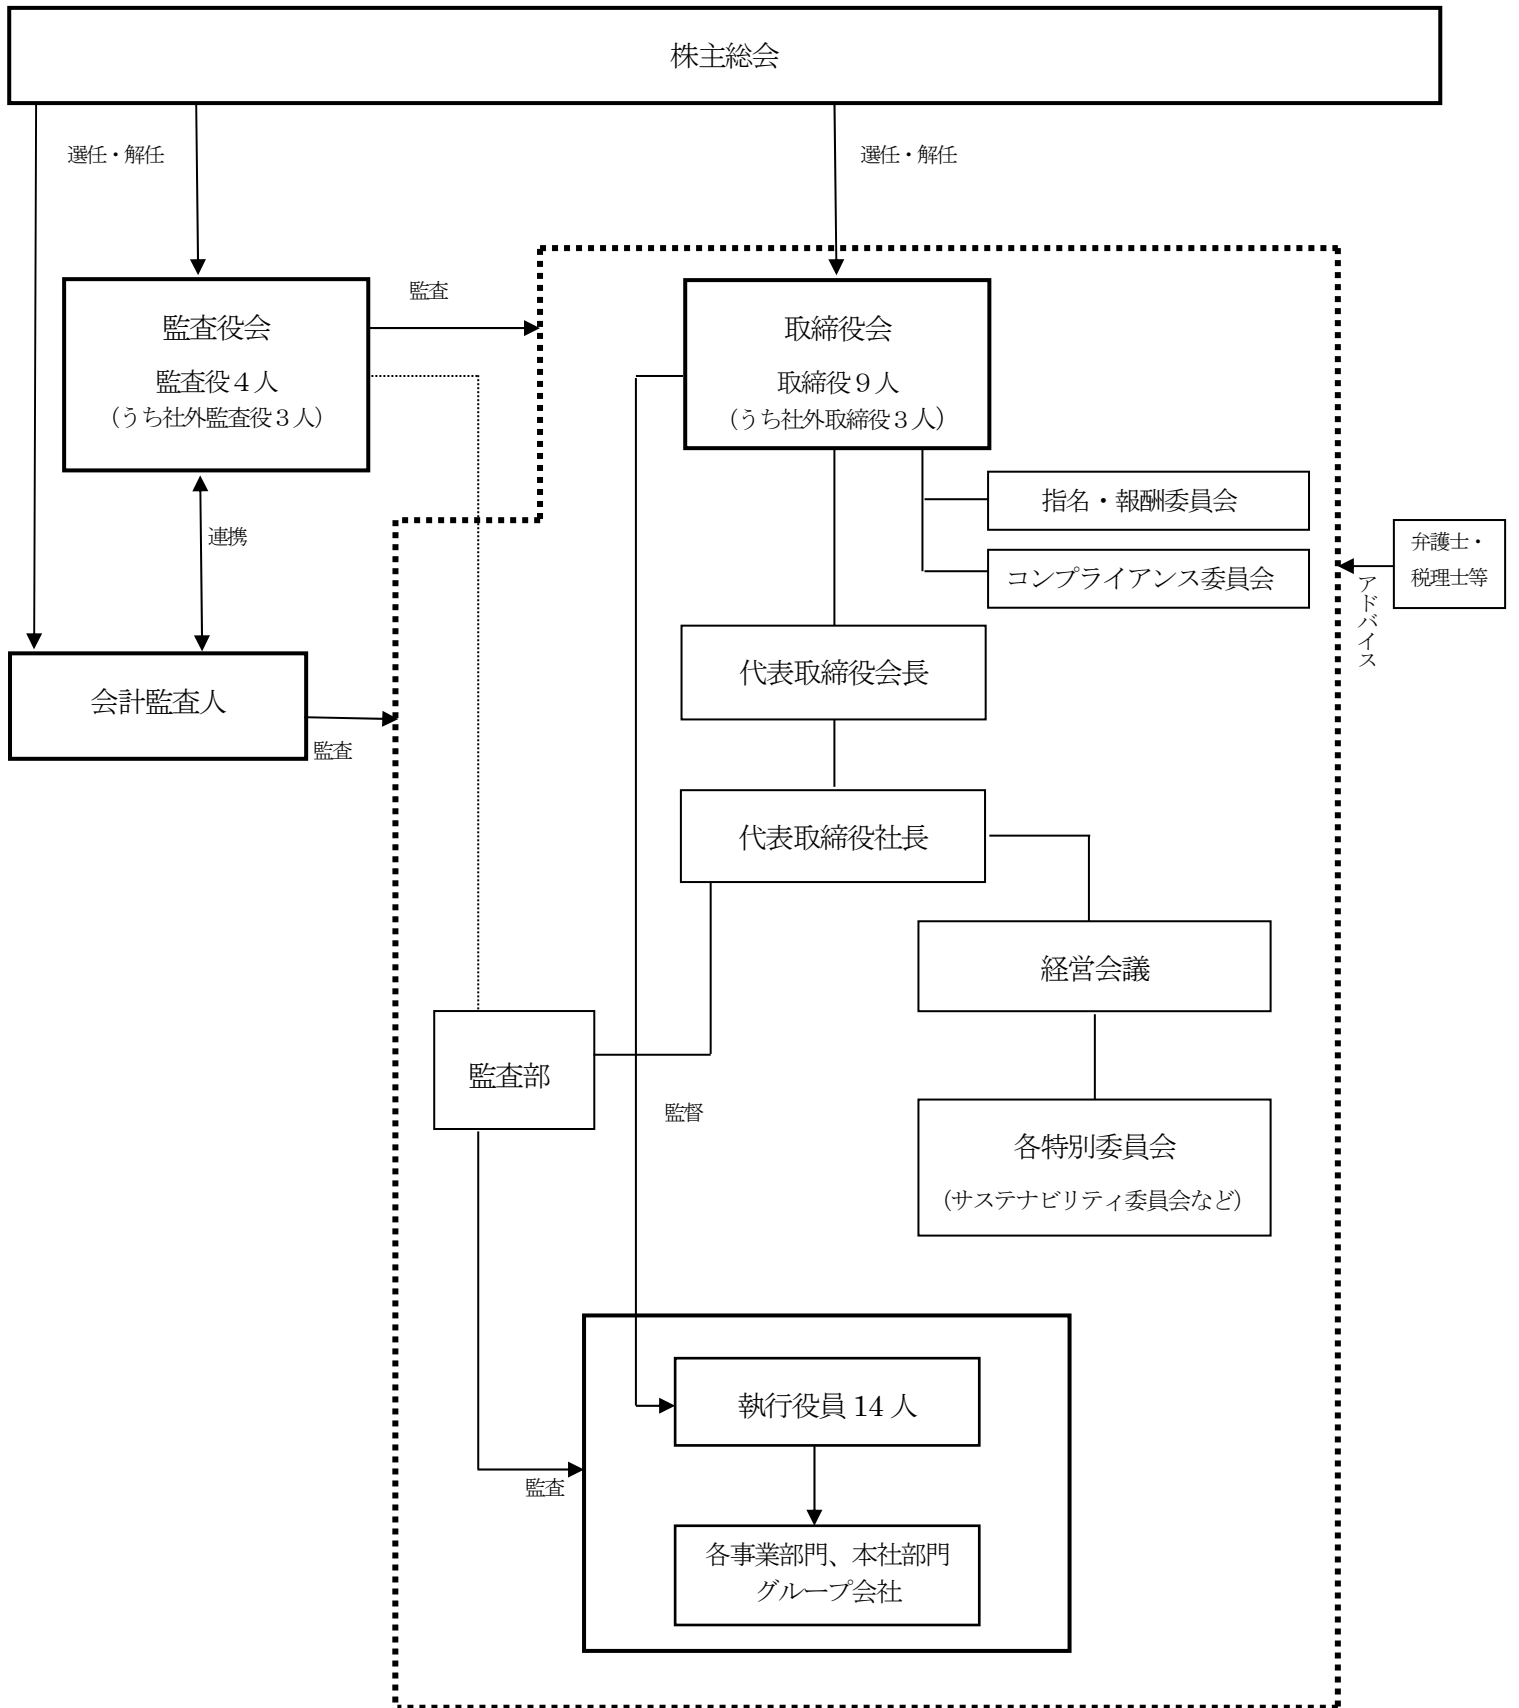 株主総会
選任・解任
選任・解任
監査
監査役会
監査役４人
（うち社外監査役３人）
取締役会
取締役９人
（うち社外取締役３人）
指名・報酬委員会
コンプライアンス委員会
弁護士・
税理士等
アドバイス
連携
会計監査人
監査
代表取締役会長
代表取締役社長
経営会議
監査部
監督
各特別委員会
（サステナビリティ委員会など）
執行役員 14 人
監査
各事業部門、本社部門
グループ会社